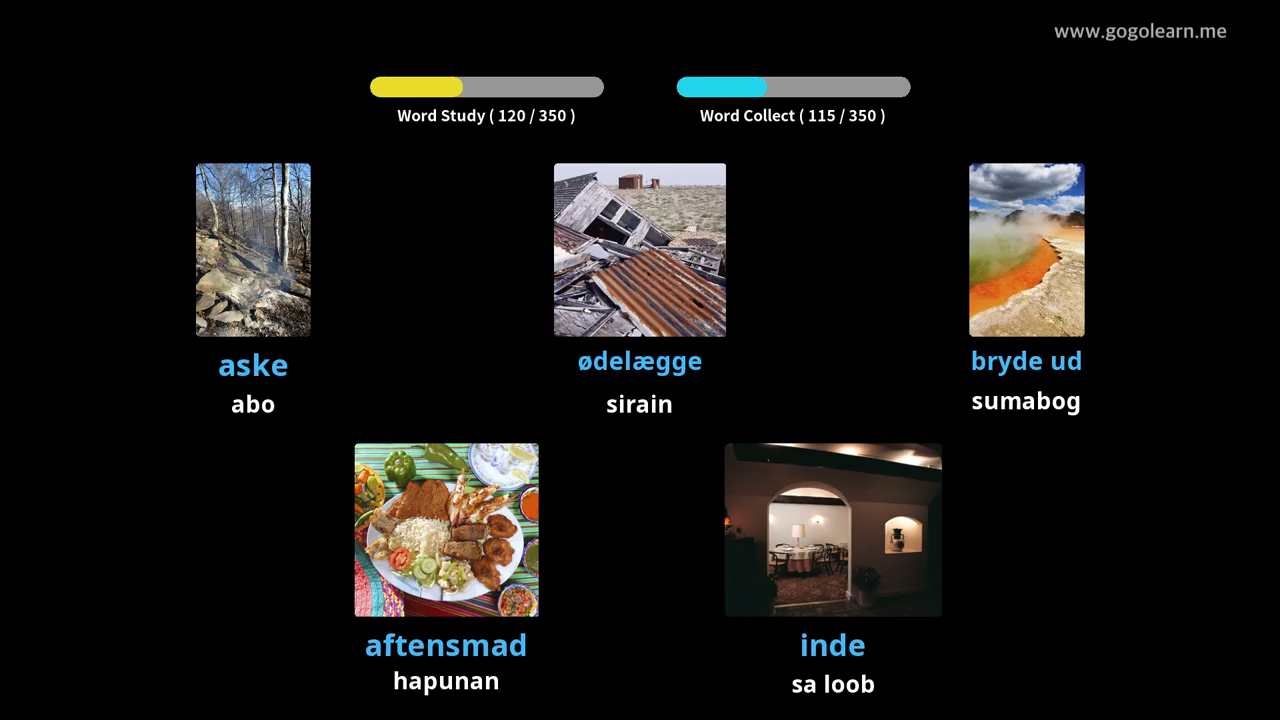 www.gogolearn.me
Word Study ( 120 / 350 )
Word Collect ( 115 / 350 )
aske
abo
ødelægge
sirain
bryde ud
sumabog
aftensmad
hapunan
inde
sa loob